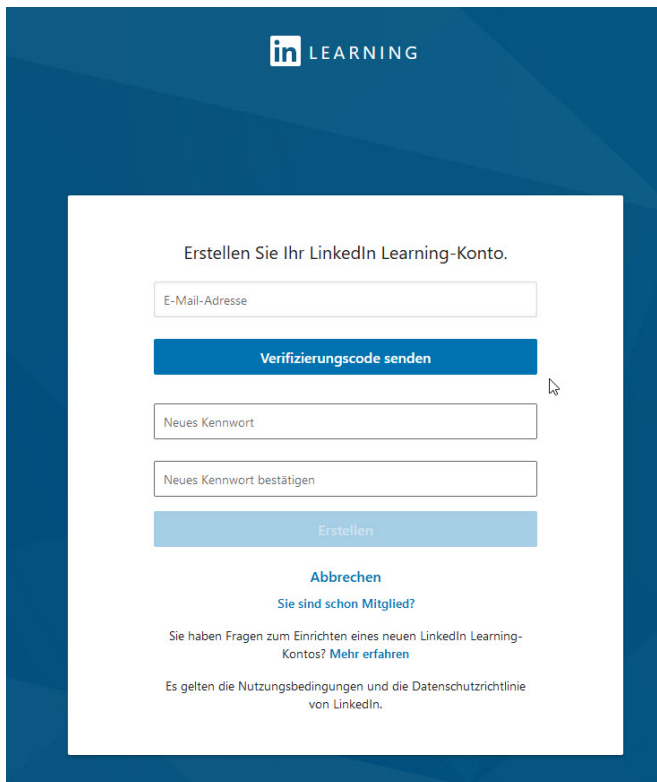 in LEARNING
Erstellen Sie Ihr LinkedIn Learning-Konto.
E-Mail-Adresse
Verifizierungscode senden
Neues Kennwort
Neues Kennwort bestätigen
Erstellen
Abbrechen
Sie sind schon Mitglied?
Sie haben Fragen zum Einrichten eines neuen LinkedIn Learning-
Kontos? Mehr erfahren
Es gelten die Nutzungsbedingungen und die Datenschutzrichtlinie
von LinkedIn.